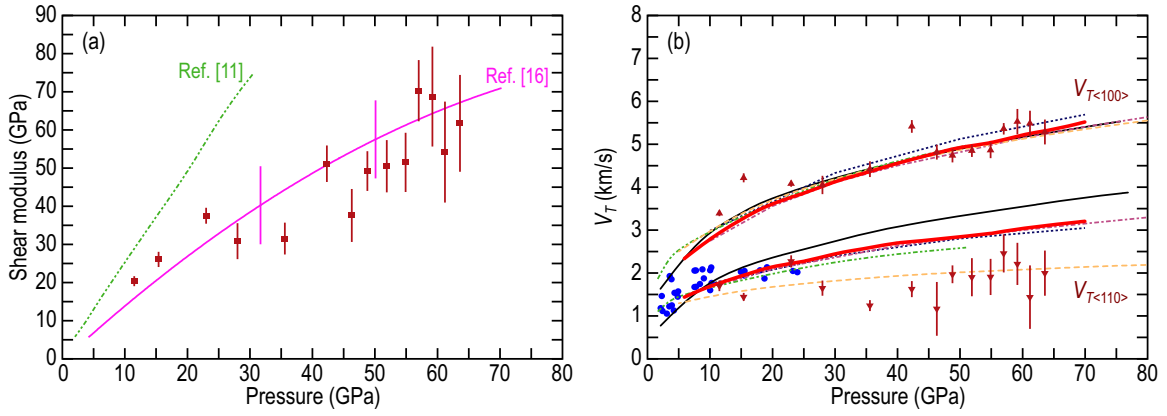 (a)
Ref. [11]
Ref. [16]
Shear modulus (GPa)
90
80
70
60
50
40
30
20
10
0
0 10 20 30 40 50 60 70 80
Pressure (GPa)
(b)
V_T<100>
V_T<110>
V_T (km/s)
8
7
6
5
4
3
2
1
0
0 10 20 30 40 50 60 70 80
Pressure (GPa)